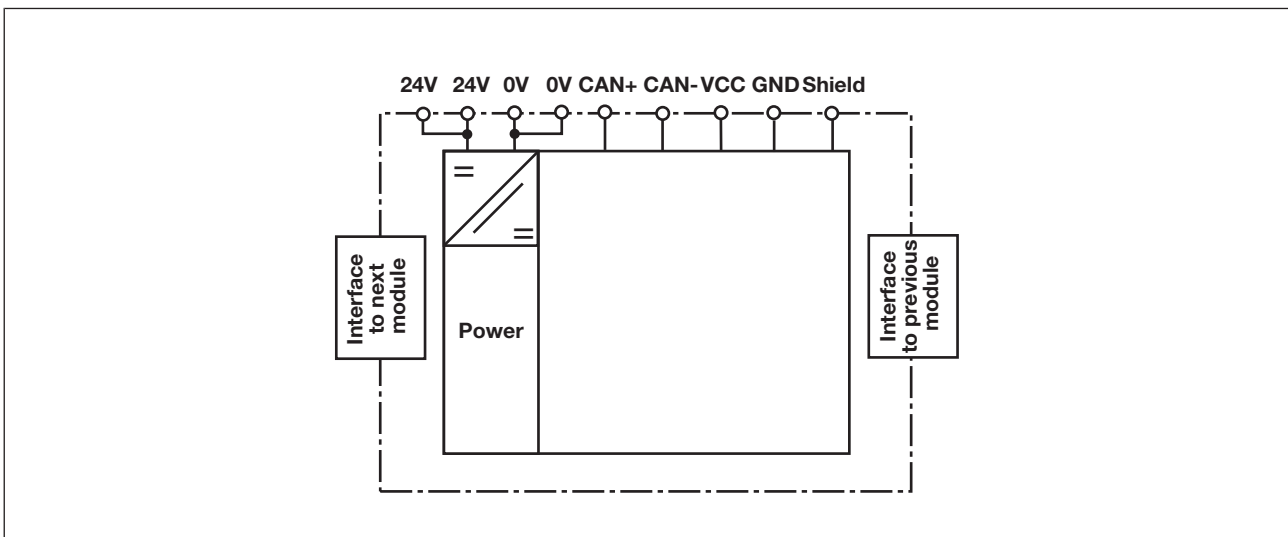 24V 24V 0V 0V CAN+ CAN- VCC GND Shield
Interface
to next
module
Power
Interface
to previous
module